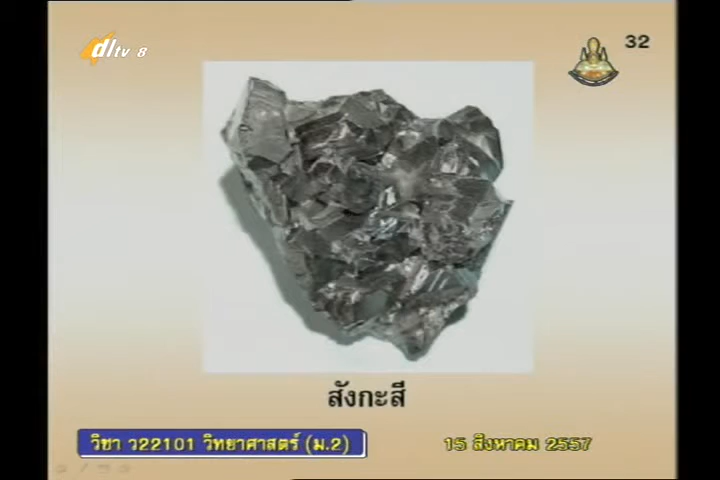 dltv 8
32
สังกะสี
วิชา ว22101 วิทยาศาสตร์ (ม.2)
15 สิงหาคม 2557